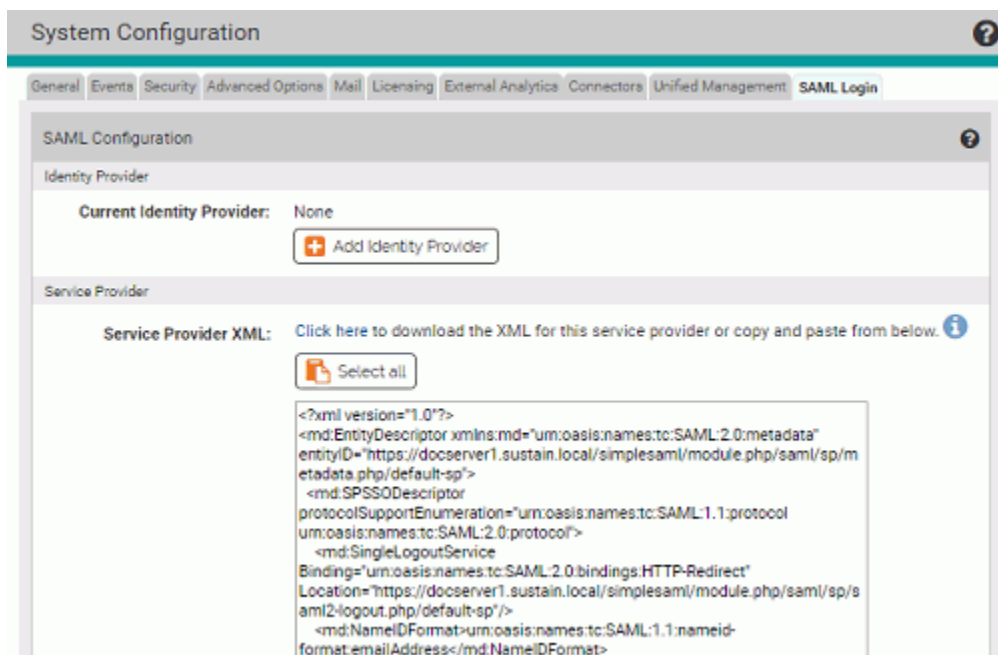 System Configuration
General Events Security Advanced Options Mail Licensing External Analytics Connectors Unified Management SAML Login
SAML Configuration
Identity Provider
Current Identity Provider: None
Add Identity Provider
Service Provider
Service Provider XML: Click here to download the XML for this service provider or copy and paste from below.
Select all
<?xml version="1.0"?>
<md:EntityDescriptor xmlns:md="urn:oasis:names:tc:SAML:2.0:metadata"
entityID="https://docserver1.sustain.local/simplesaml/module.php/saml/sp/m
etadata.php/default-sp">
<md:SPSSODescriptor
protocolSupportEnumeration="urn:oasis:names:tc:SAML:1.1:protocol
urn:oasis:names:tc:SAML:2.0:protocol">
<md:SingleLogoutService
Binding="urn:oasis:names:tc:SAML:2.0:bindings:HTTP-Redirect"
Location="https://docserver1.sustain.local/simplesaml/module.php/saml/sp/s
aml2-logout.php/default-sp"/>
<md:NameIDFormat>urn:oasis:names:tc:SAML:1.1:nameid-
format:emailAddress</md:NameIDFormat>